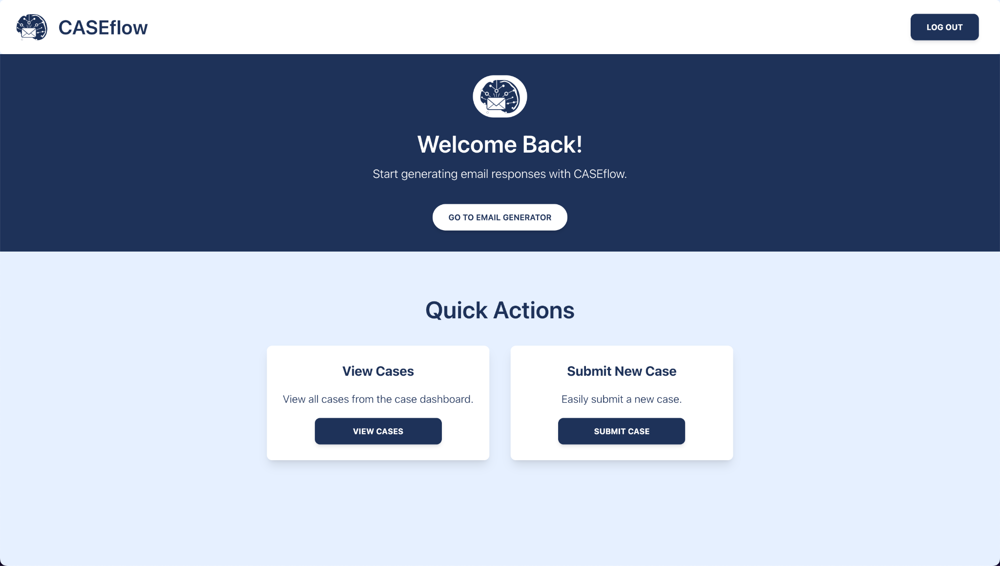 CASEflow
LOG OUT
Welcome Back!
Start generating email responses with CASEflow.
GO TO EMAIL GENERATOR
Quick Actions
View Cases
View all cases from the case dashboard.
VIEW CASES
Submit New Case
Easily submit a new case.
SUBMIT CASE